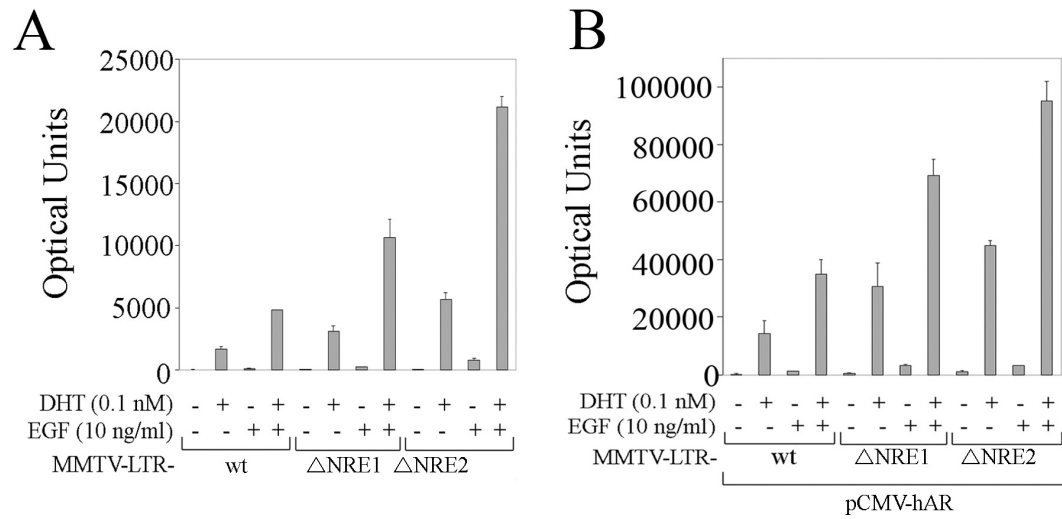 A
Optical Units
25000
20000
15000
10000
5000
0
DHT (0.1 nM) - + - + - + - + - + - +
EGF (10 ng/ml) - - + + - - + + - - + +
MMTV-LTR- wt △NRE1 △NRE2
B
Optical Units
100000
80000
60000
40000
20000
0
DHT (0.1 nM) - + - + - + - + - + - +
EGF (10 ng/ml) - - + + - - + + - - + +
MMTV-LTR- wt △NRE1 △NRE2
pCMV-hAR